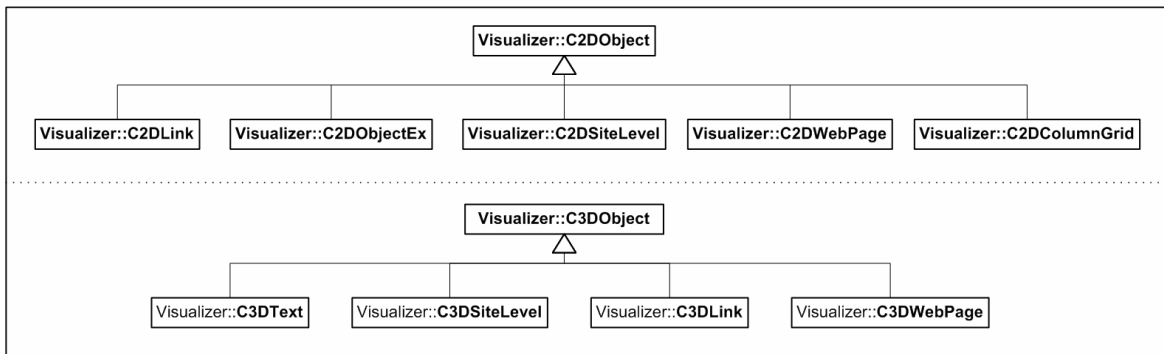 Visualizer::C2DObject
Visualizer::C2DLink
Visualizer::C2DObjectEx
Visualizer::C2DSiteLevel
Visualizer::C2DWebPage
Visualizer::C2DColumnGrid
Visualizer::C3DObject
Visualizer::C3DText
Visualizer::C3DSiteLevel
Visualizer::C3DLink
Visualizer::C3DWebPage